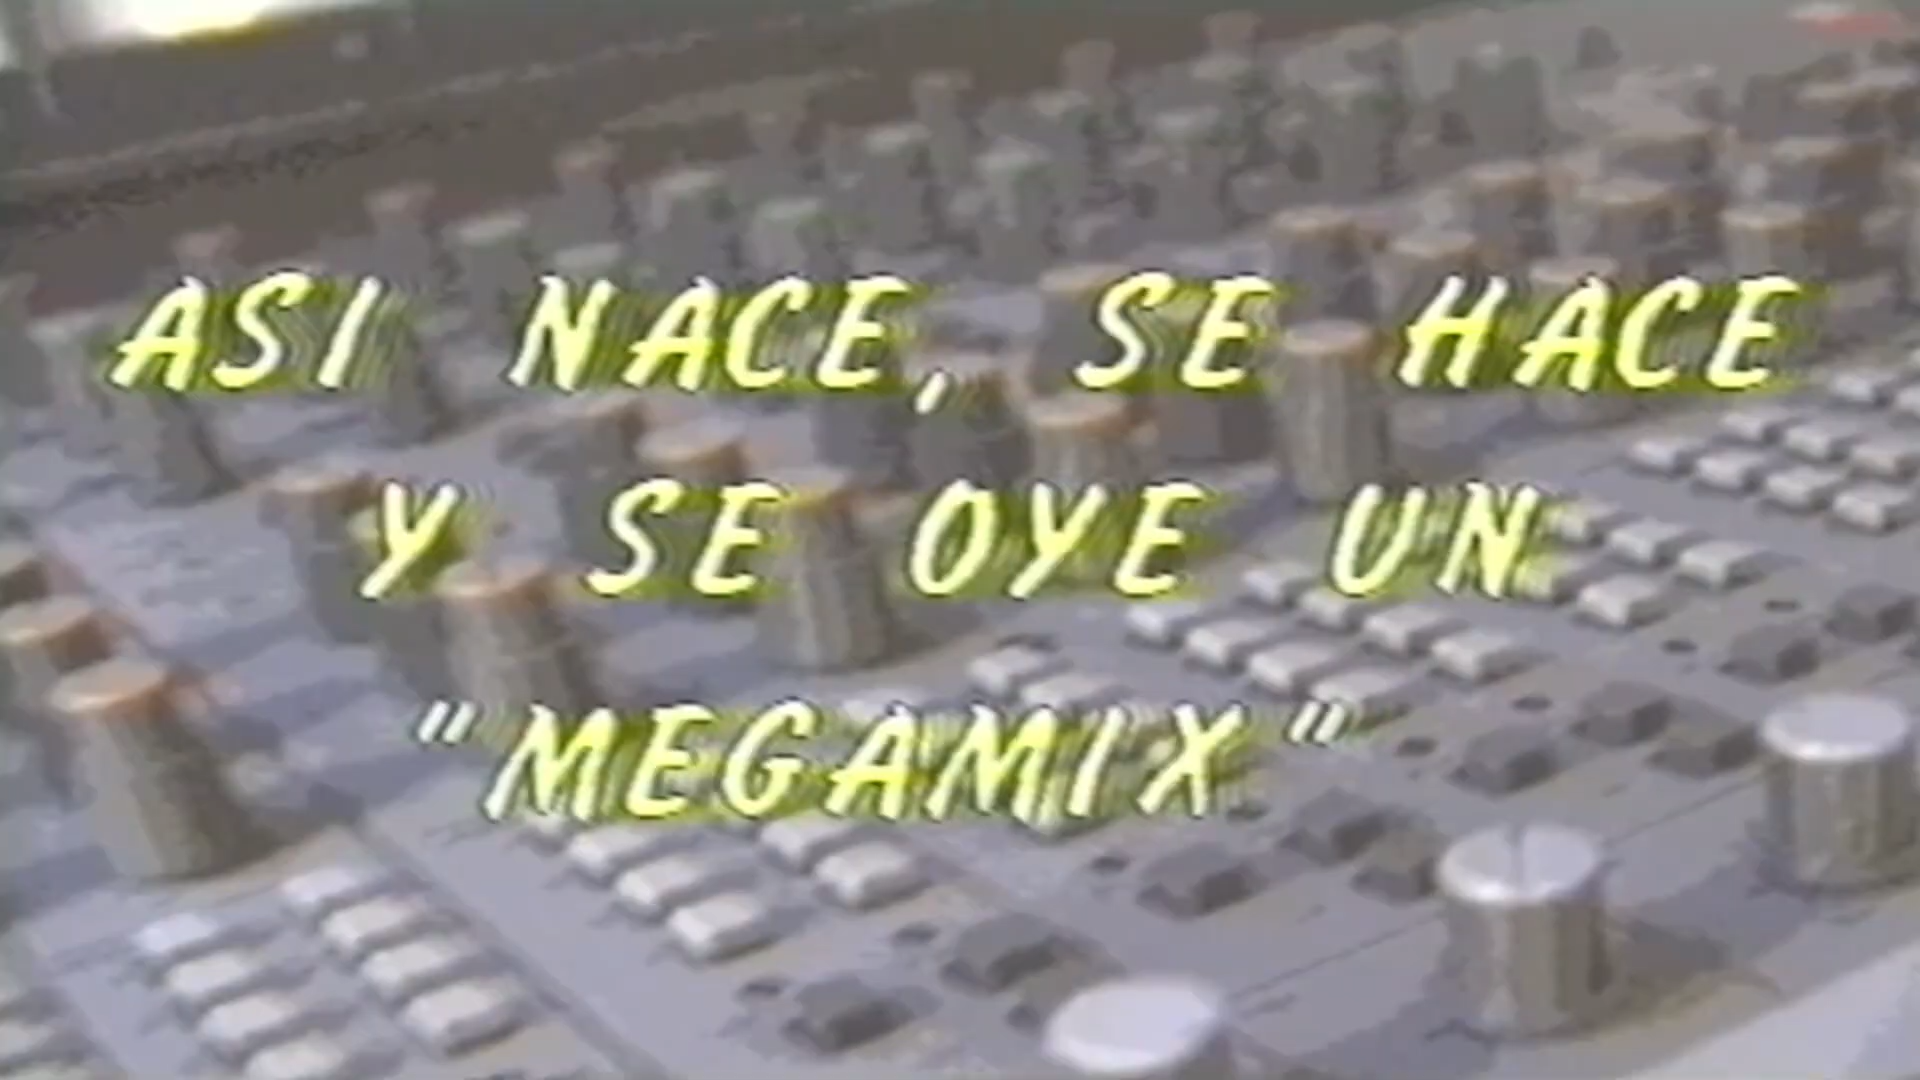 ASI NACE, SE HACE
Y SE OYE UN
"MEGAMIX"